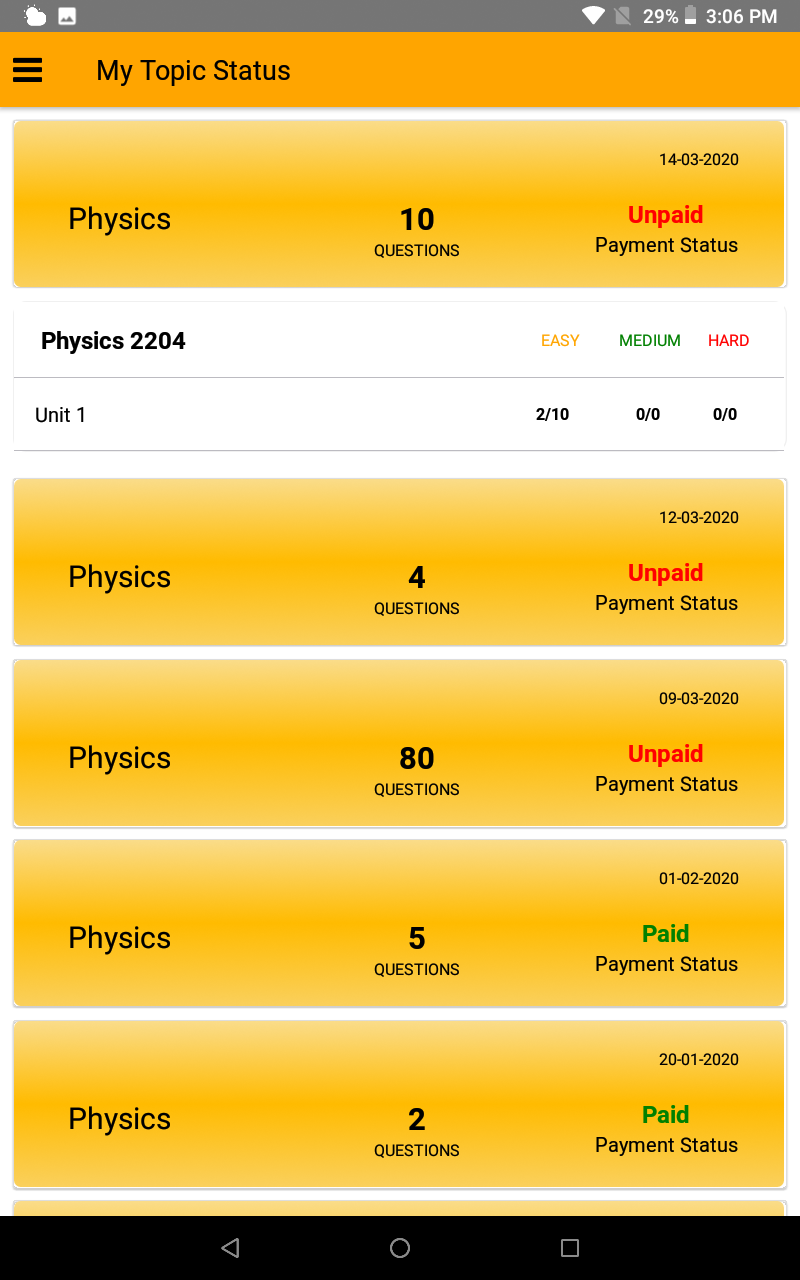 29% 3:06 PM
My Topic Status
14-03-2020
Physics 10 Unpaid
QUESTIONS Payment Status
Physics 2204 EASY MEDIUM HARD
Unit 1 2/10 0/0 0/0
12-03-2020
Physics 4 Unpaid
QUESTIONS Payment Status
09-03-2020
Physics 80 Unpaid
QUESTIONS Payment Status
01-02-2020
Physics 5 Paid
QUESTIONS Payment Status
20-01-2020
Physics 2 Paid
QUESTIONS Payment Status